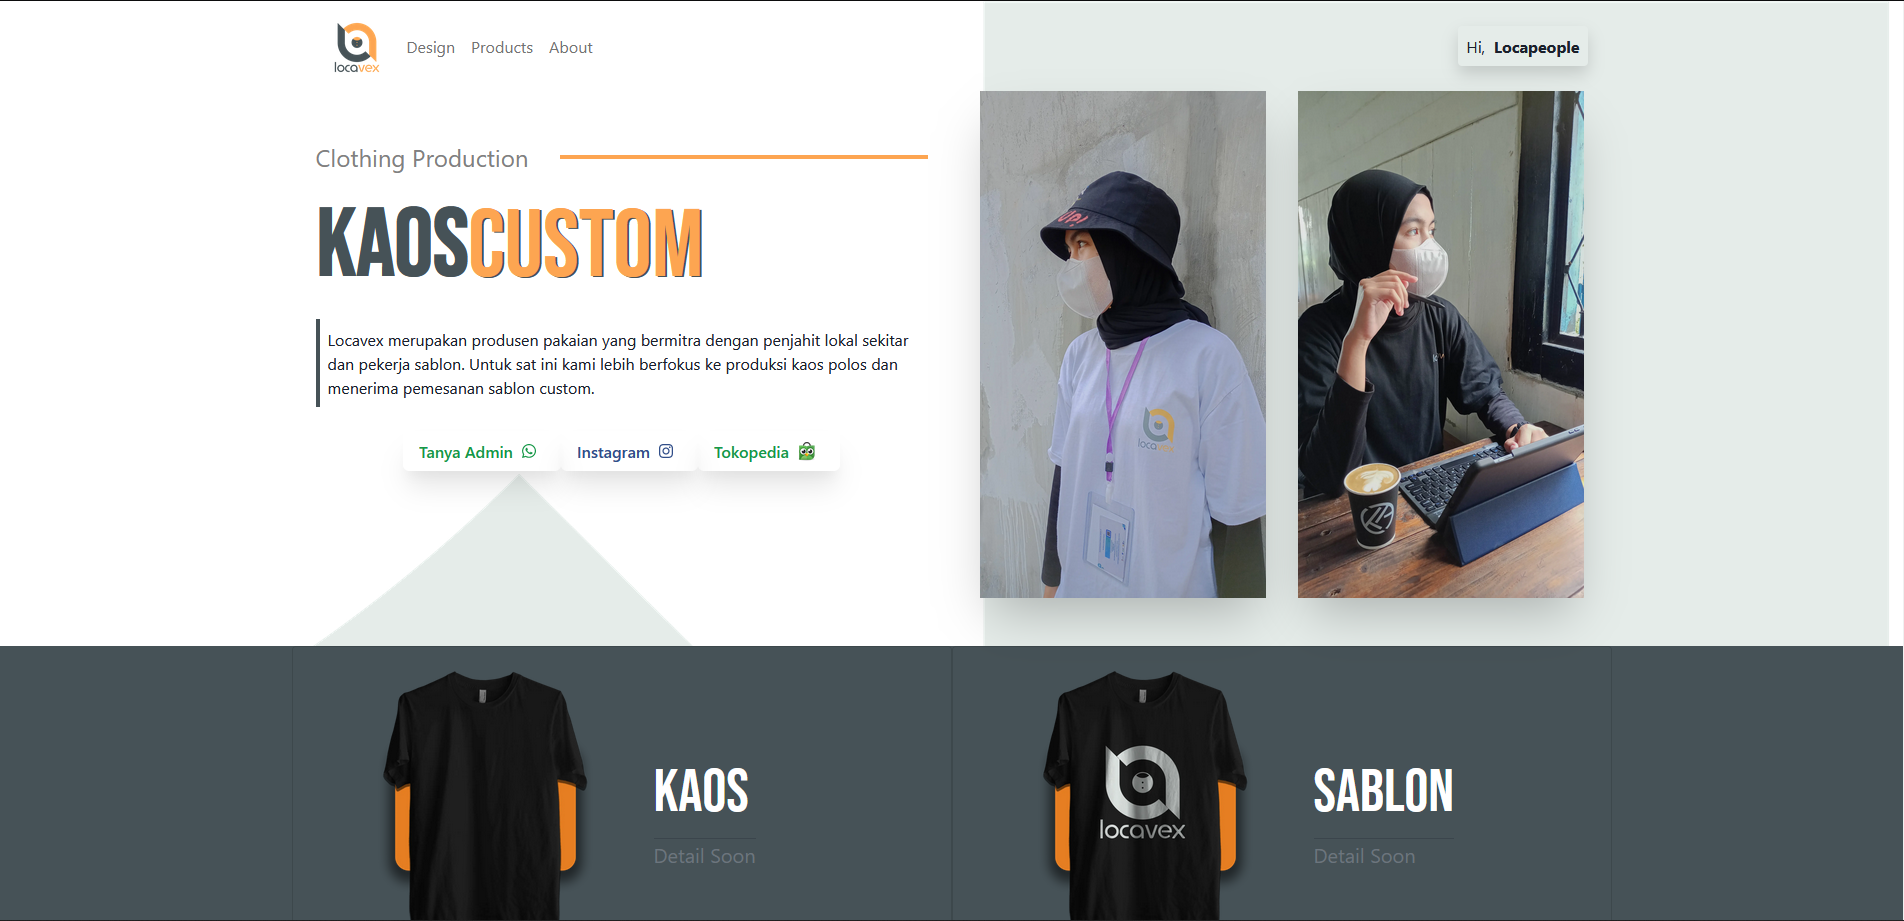 locavex
Design Products About
Hi, Locapeople
Clothing Production
KAOSCUSTOM
Locavex merupakan produsen pakaian yang bermitra dengan penjahit lokal sekitar
dan pekerja sablon. Untuk sat ini kami lebih berfokus ke produksi kaos polos dan
menerima pemesanan sablon custom.
Tanya Admin
Instagram
Tokopedia
locavex
KAOS
Detail Soon
locavex
SABLON
Detail Soon